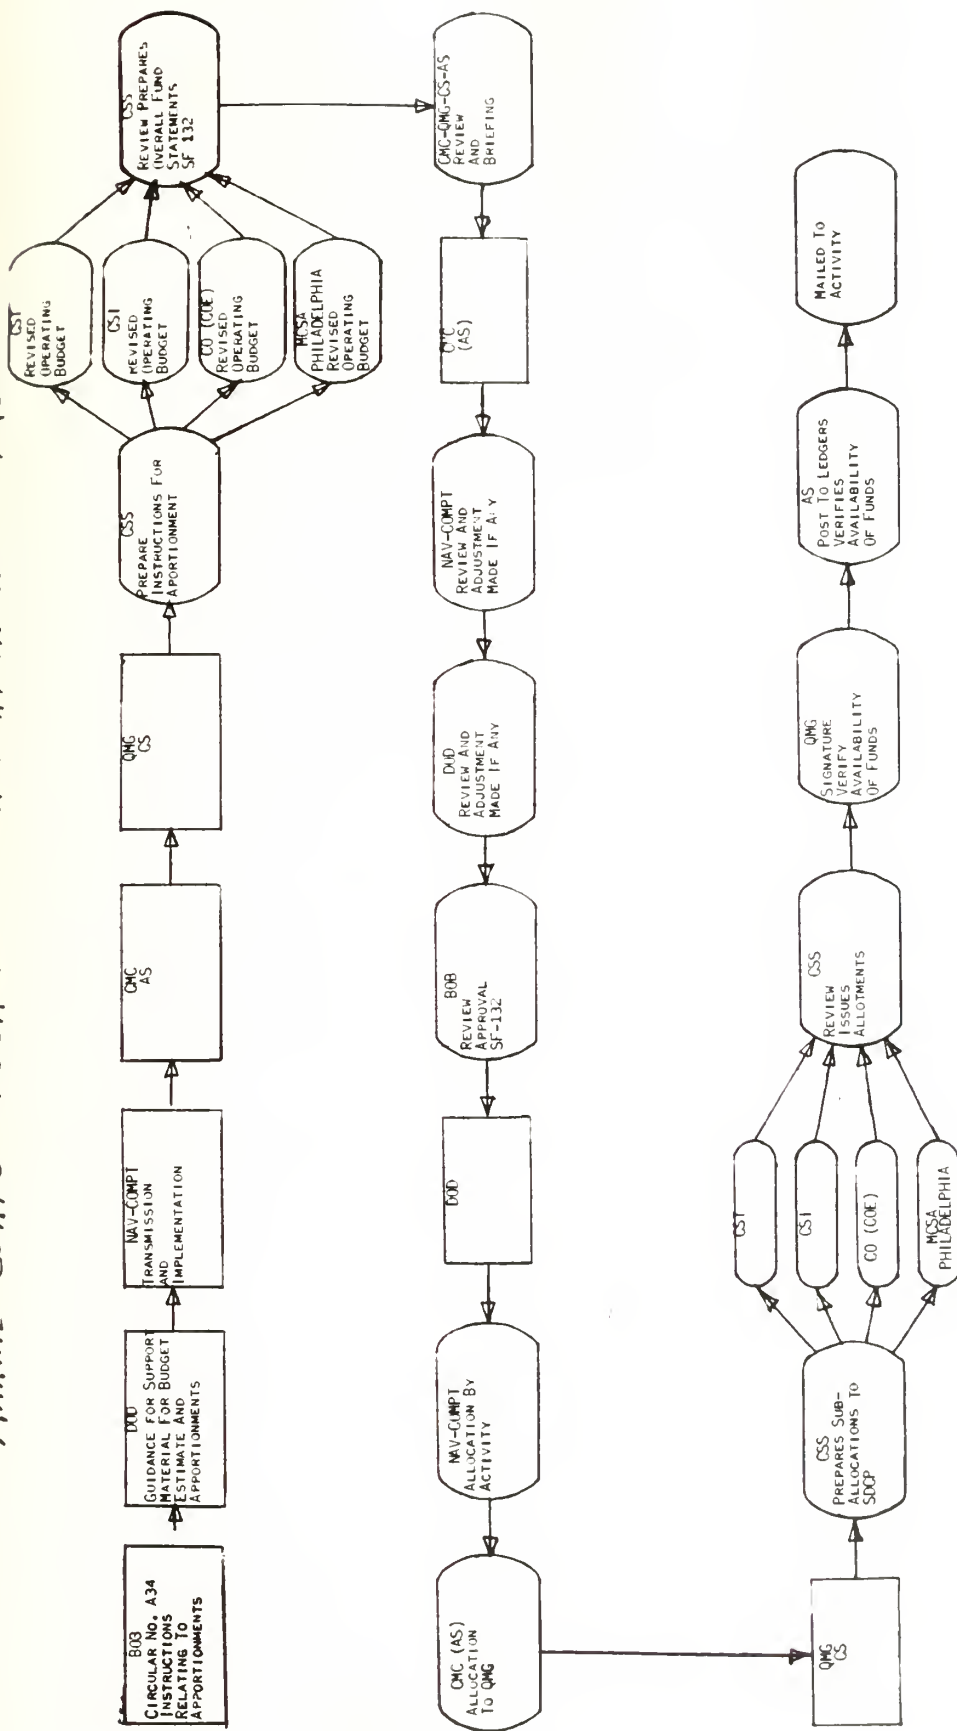 BOB
CIRCULAR NO. A34
INSTRUCTIONS
RELATING TO
APPORTIONMENTS
DOD
GUIDANCE FOR SUPPORT
MATERIAL FOR BUDGET
ESTIMATE AND
APPORTIONMENTS
NAV-COMPT
TRANSMISSION
AND
IMPLEMENTATION
CMC
AS
QMG
CS
CSS
PREPARE
INSTRUCTIONS FOR
APORTIONMENT
CST
REVISED
OPERATING
BUDGET
CSI
REVISED
OPERATING
BUDGET
CO (COE)
REVISED
OPERATING
BUDGET
MCSA
PHILADELPHIA
REVISED
OPERATING
BUDGET
CSS
REVIEW PREPARES
OVERALL FUND
STATEMENTS
SF 132
CMC-QMG-CS-AS
REVIEW
AND
BRIEFING
CMC
(AS)
NAV-COMPT
REVIEW AND
ADJUSTMENT
MADE IF ANY
DOD
REVIEW AND
ADJUSTMENT
MADE IF ANY
BOB
REVIEW
APPROVAL
SF-132
DOD
NAV-COMPT
ALLOCATION BY
ACTIVITY
CMC (AS)
ALLOCATION
TO QMG
QMG
CS
CSS
PREPARES SUB-
ALLOCATIONS TO
SDCP
CST
CSI
CO (COE)
MCSA
PHILADELPHIA
CSS
REVIEW
ISSUES
ALLOTMENTS
QMG
SIGNATURE
VERIFY
AVAILABILITY
OF FUNDS
AS
POST TO LEDGERS
VERIFIES
AVAILABILITY
OF FUNDS
MAILED TO
ACTIVITY